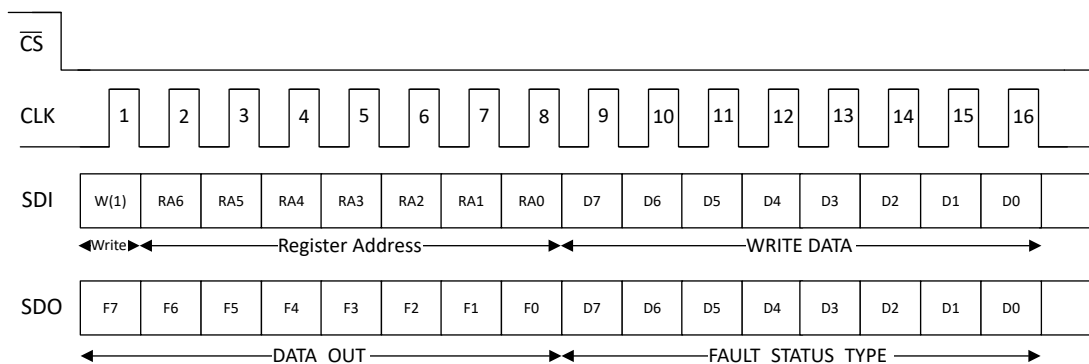 CS
CLK 1 2 3 4 5 6 7 8 9 10 11 12 13 14 15 16
SDI W(1) RA6 RA5 RA4 RA3 RA2 RA1 RA0 D7 D6 D5 D4 D3 D2 D1 D0
Write Register Address WRITE DATA
SDO F7 F6 F5 F4 F3 F2 F1 F0 D7 D6 D5 D4 D3 D2 D1 D0
DATA OUT FAULT STATUS TYPE